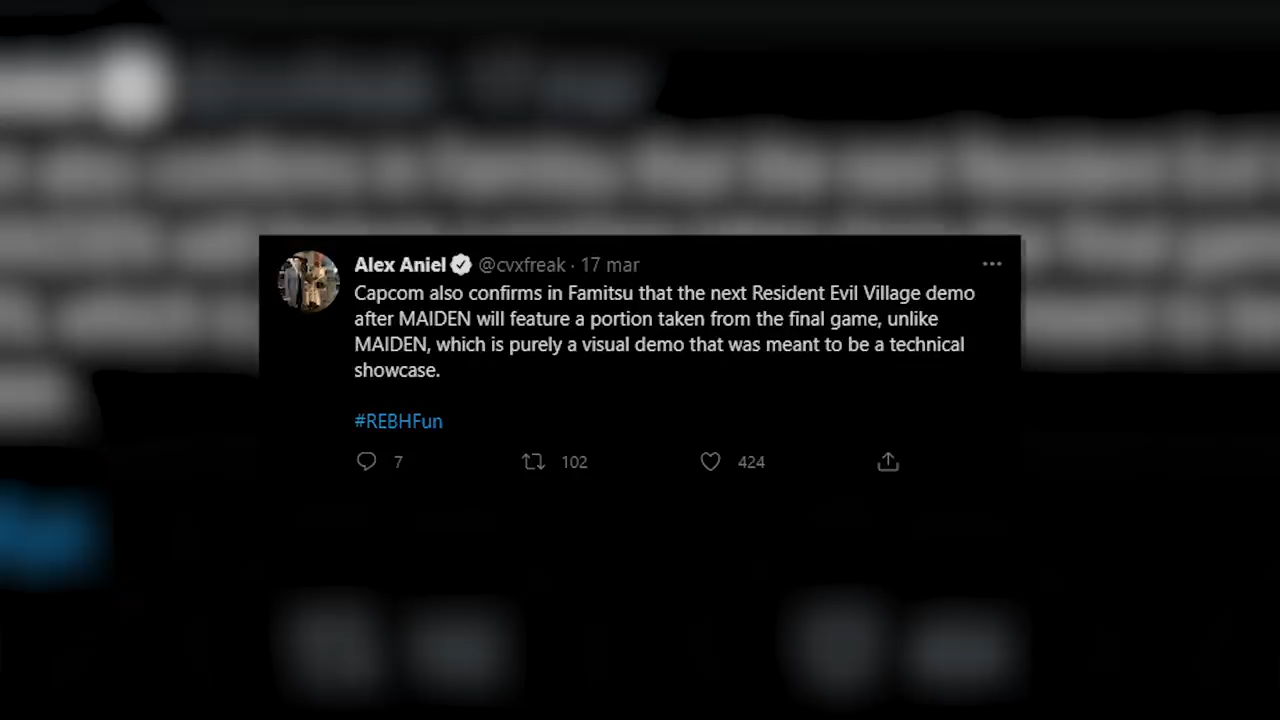 Alex Aniel @cvxfreak · 17 mar
Capcom also confirms in Famitsu that the next Resident Evil Village demo
after MAIDEN will feature a portion taken from the final game, unlike
MAIDEN, which is purely a visual demo that was meant to be a technical
showcase.
#REBHFun
7 102 424